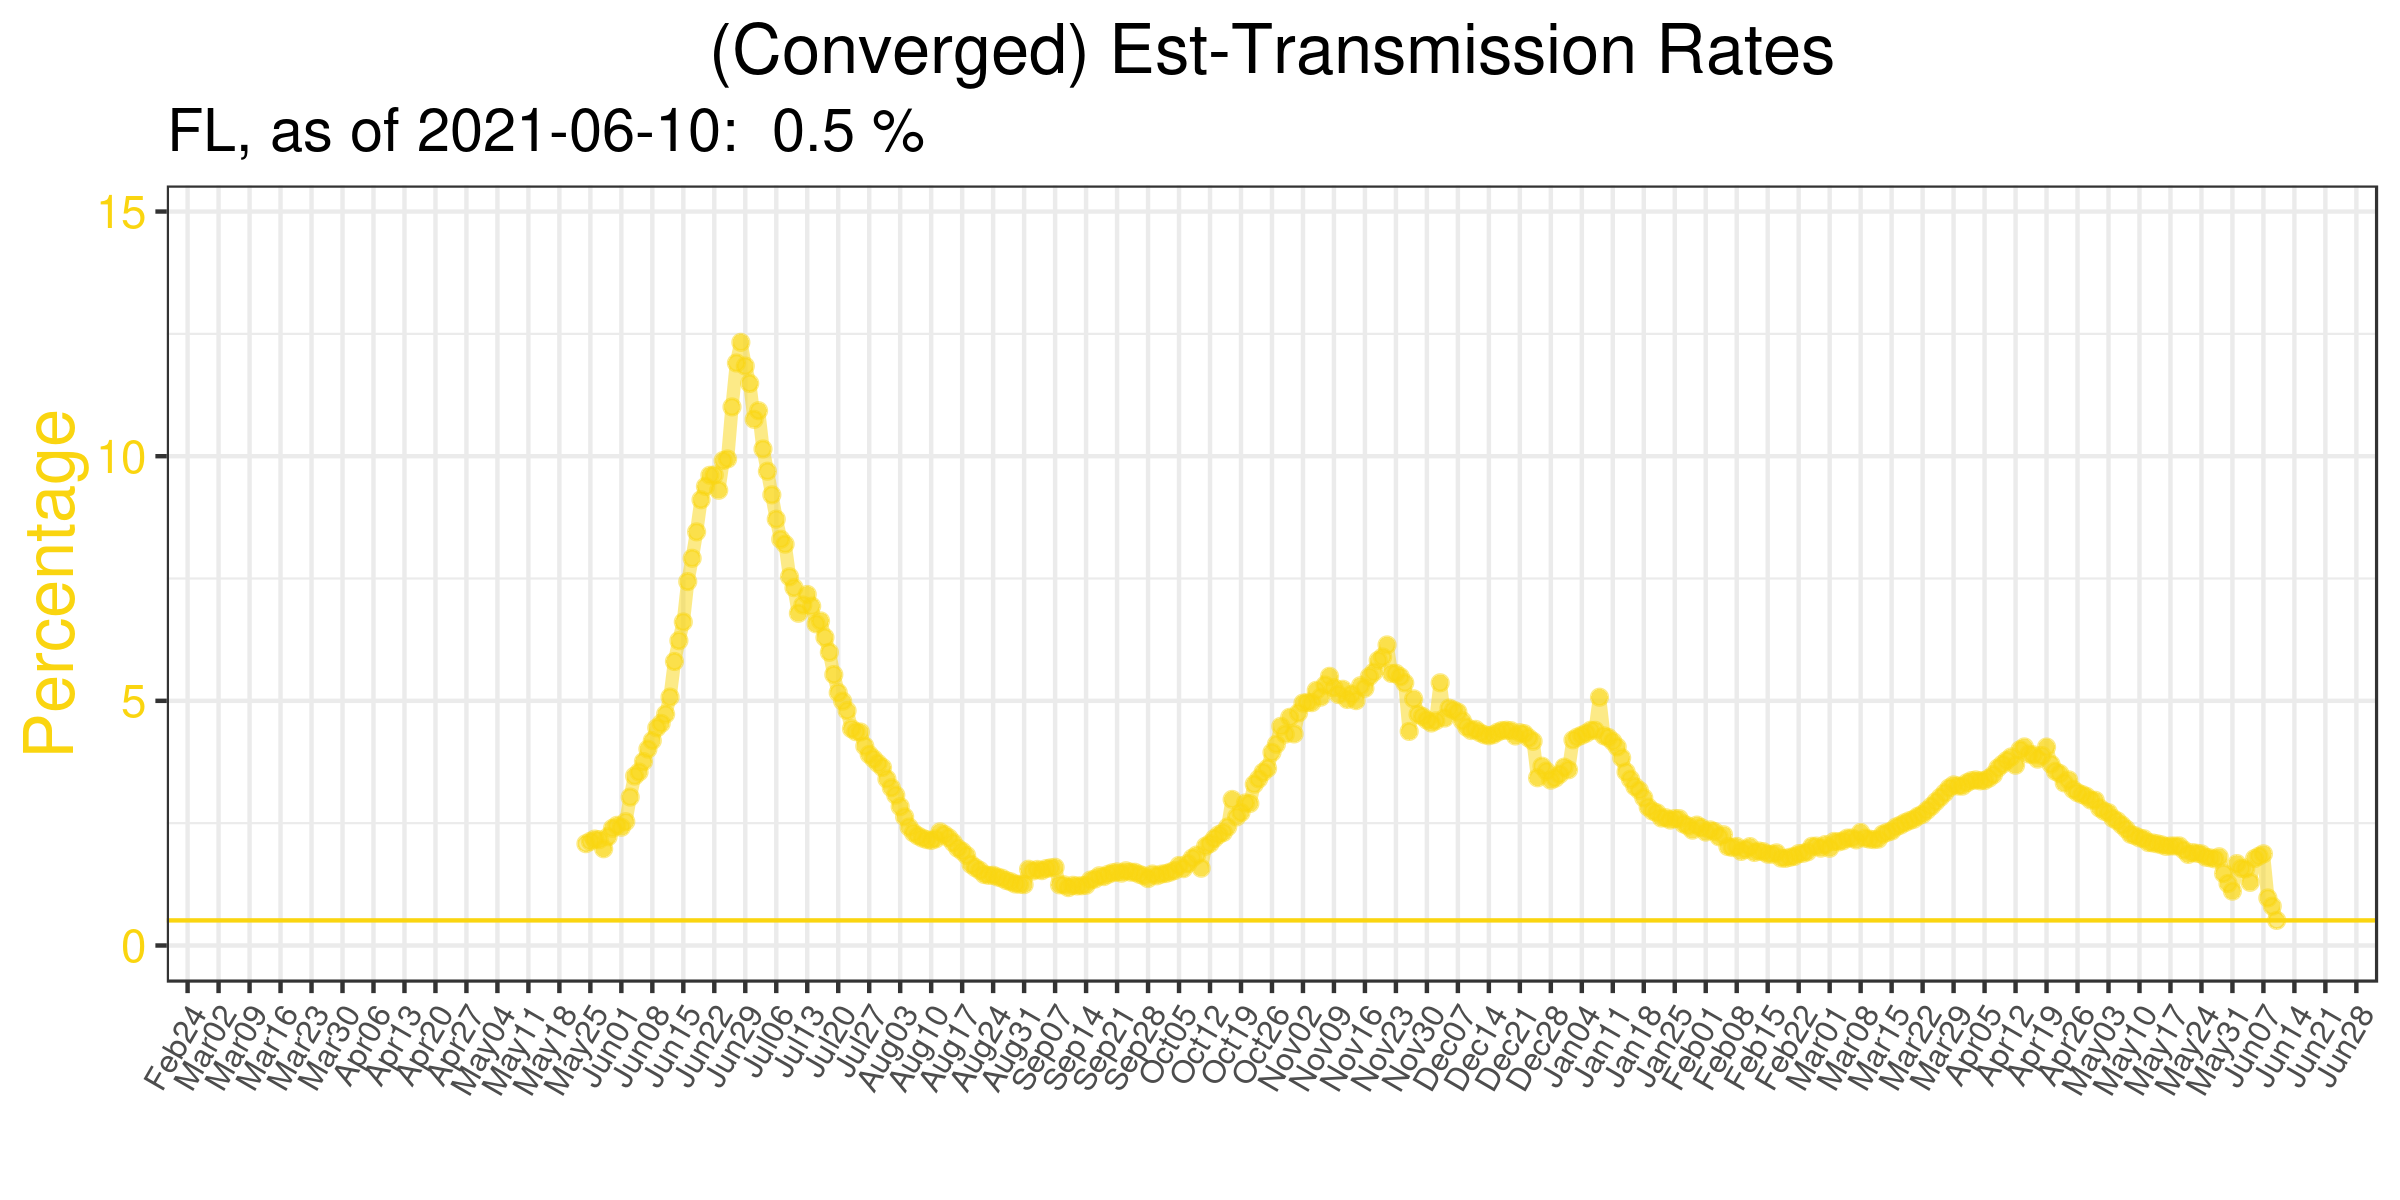 (Converged) Est-Transmission Rates
FL, as of 2021-06-10: 0.5 %
Percentage
15
10
5
0
Feb24
Mar02
Mar09
Mar16
Mar23
Mar30
Apr06
Apr13
Apr20
Apr27
May04
May11
May18
May25
Jun01
Jun08
Jun15
Jun22
Jun29
Jul06
Jul13
Jul20
Jul27
Aug03
Aug10
Aug17
Aug24
Aug31
Sep07
Sep14
Sep21
Sep28
Oct05
Oct12
Oct19
Oct26
Nov02
Nov09
Nov16
Nov23
Nov30
Dec07
Dec14
Dec21
Dec28
Jan04
Jan11
Jan18
Jan25
Feb01
Feb08
Feb15
Feb22
Mar01
Mar08
Mar15
Mar22
Mar29
Apr05
Apr12
Apr19
Apr26
May03
May10
May17
May24
May31
Jun07
Jun14
Jun21
Jun28